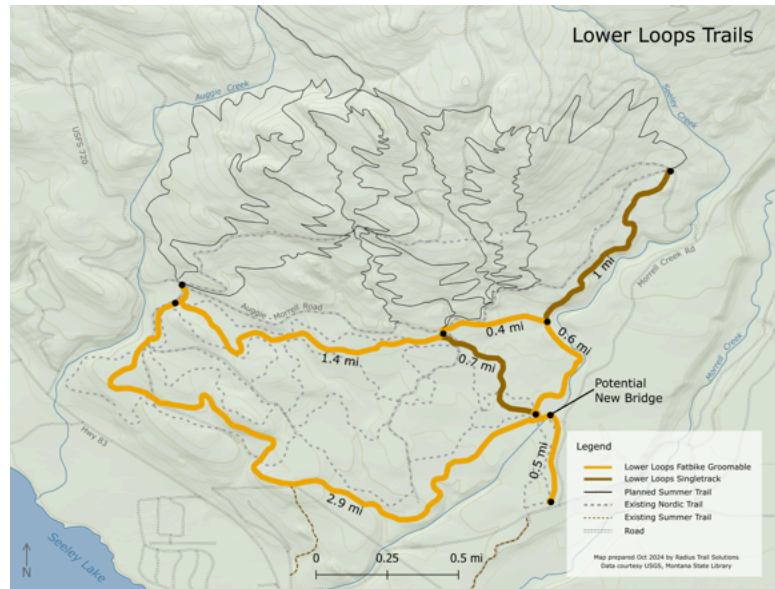 Lower Loops Trails
Auggie Creek
Seeley Creek
USFS 720
Morrell Creek Rd
1 mi
Auggie Morrell Road
0.4 mi
0.6 mi
1.4 mi
0.7 mi
Morrell Creek
Potential
New Bridge
Hwy 83
0.5 mi
2.9 mi
Seeley Lake
N
0 0.25 0.5 mi
Legend
Lower Loops Fatbike Groomable
Lower Loops Singletrack
Planned Summer Trail
Existing Nordic Trail
Existing Summer Trail
Road
Map prepared Oct 2024 by Radius Trail Solutions
Data courtesy USGS, Montana State Library